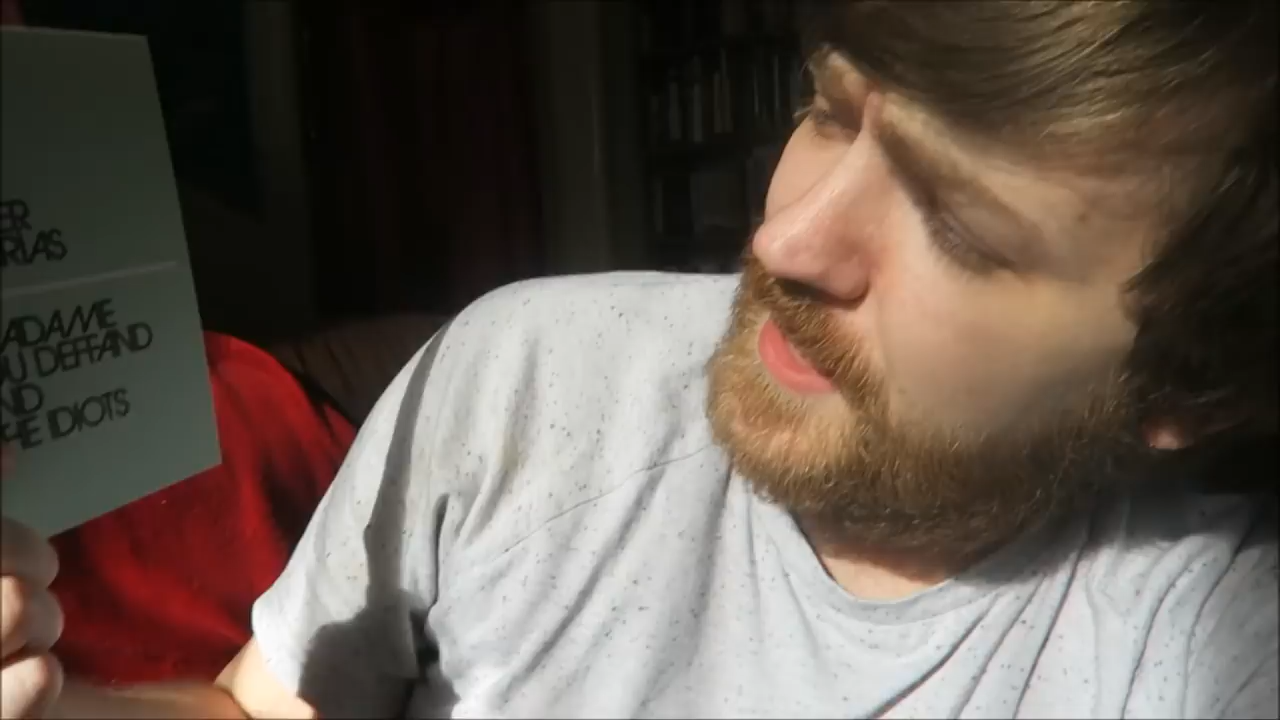 ER
RIAS
ADAME
U DEFFAND
ND
HE IDIOTS